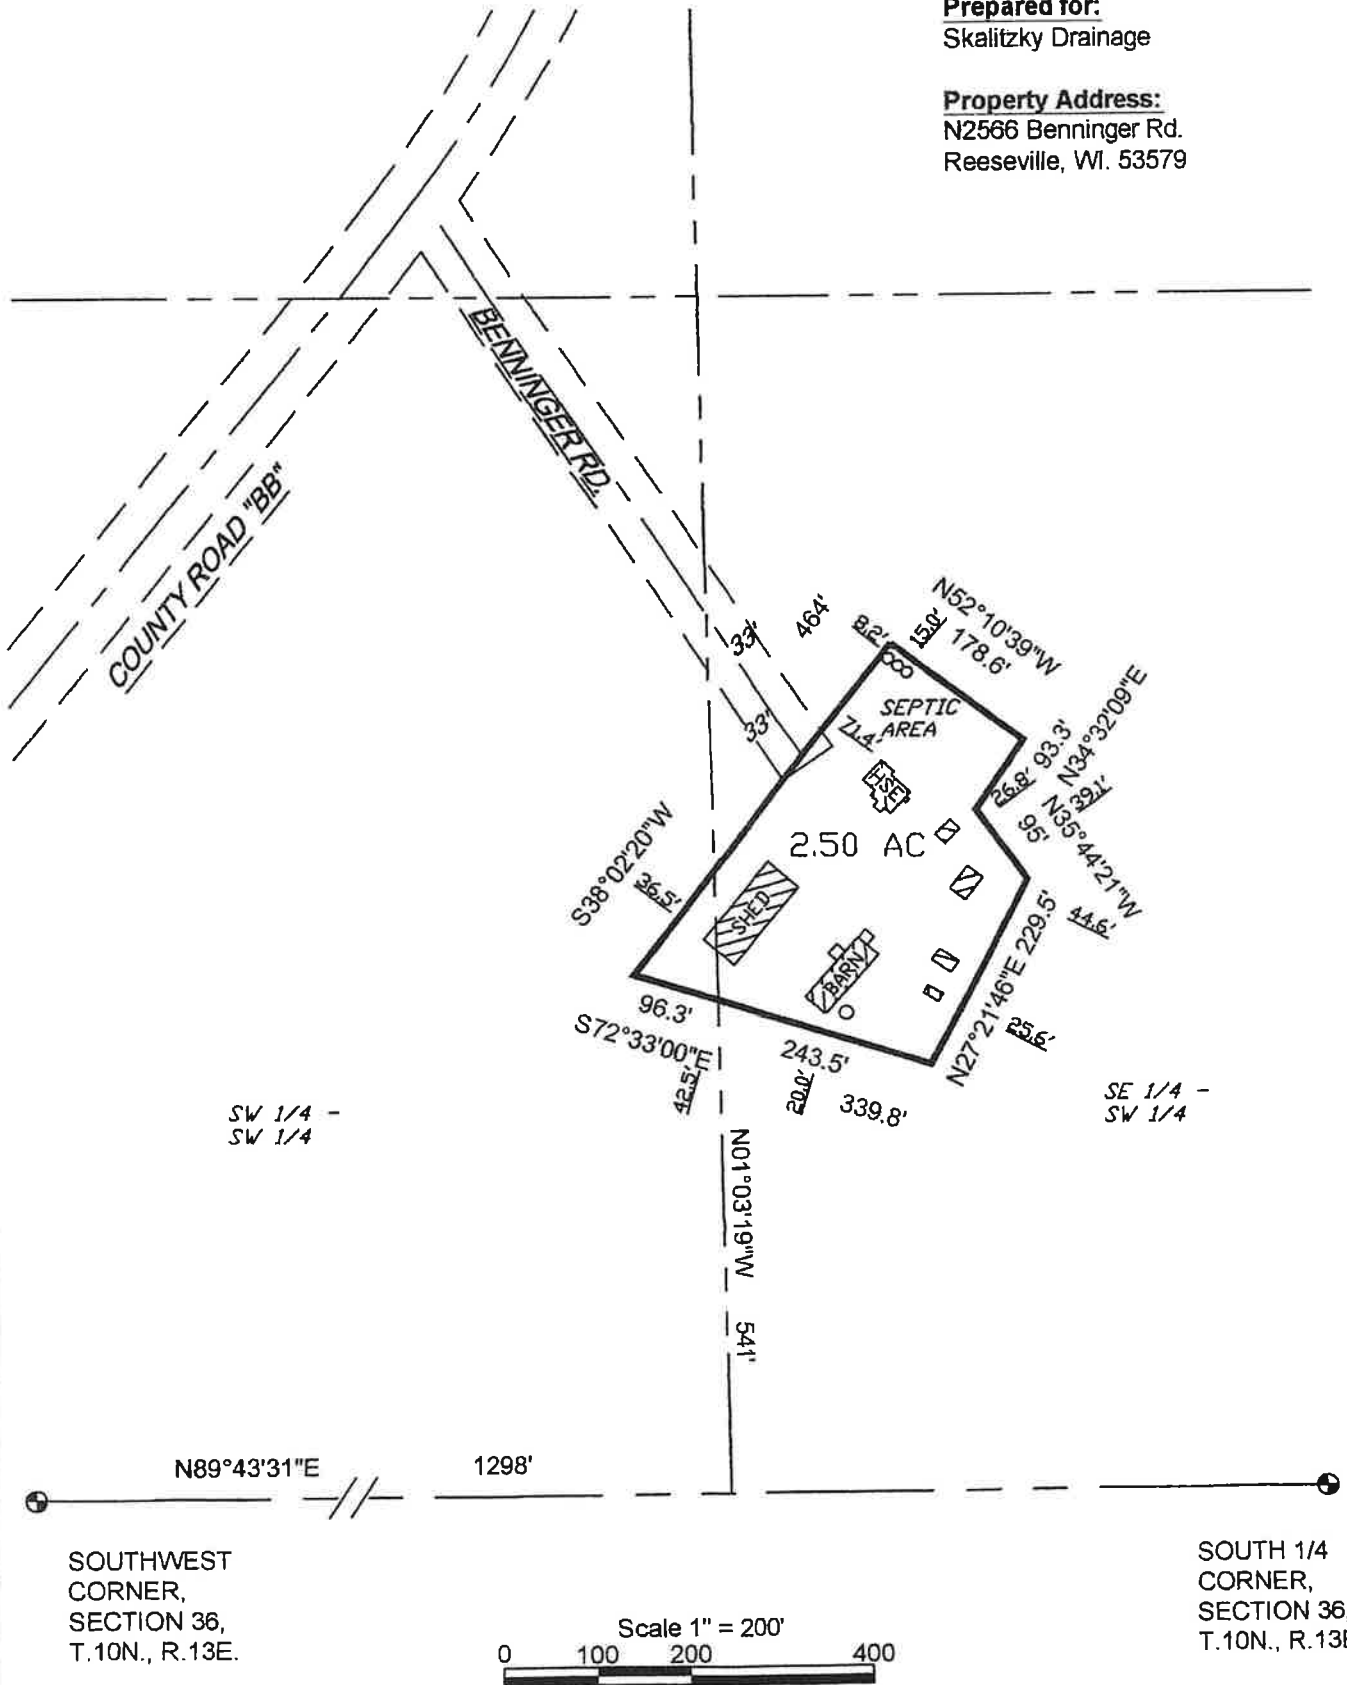 Prepared for:
Skalitzky Drainage
Property Address:
N2566 Benninger Rd.
Reeseville, WI. 53579
BENNINGER RD.
COUNTY ROAD "BB"
33'
33'
464'
8.2'
15.0'
N52°10'39"W
178.6'
SEPTIC
AREA
71.4'
HSE
93.3'
N34°32'09"E
26.8'
39.1'
N35°44'21"W
95'
2.50 AC
S38°02'20"W
36.5'
SHED
BARN
44.6'
N27°21'46"E 229.5'
25.6'
96.3'
S72°33'00"E
42.5'
243.5'
20.0'
339.8'
SW 1/4 -
SW 1/4
SE 1/4 -
SW 1/4
N01°03'19"W 541'
N89°43'31"E 1298'
SOUTHWEST
CORNER,
SECTION 36,
T.10N., R.13E.
SOUTH 1/4
CORNER,
SECTION 36,
T.10N., R.13E
Scale 1" = 200'
0 100 200 400